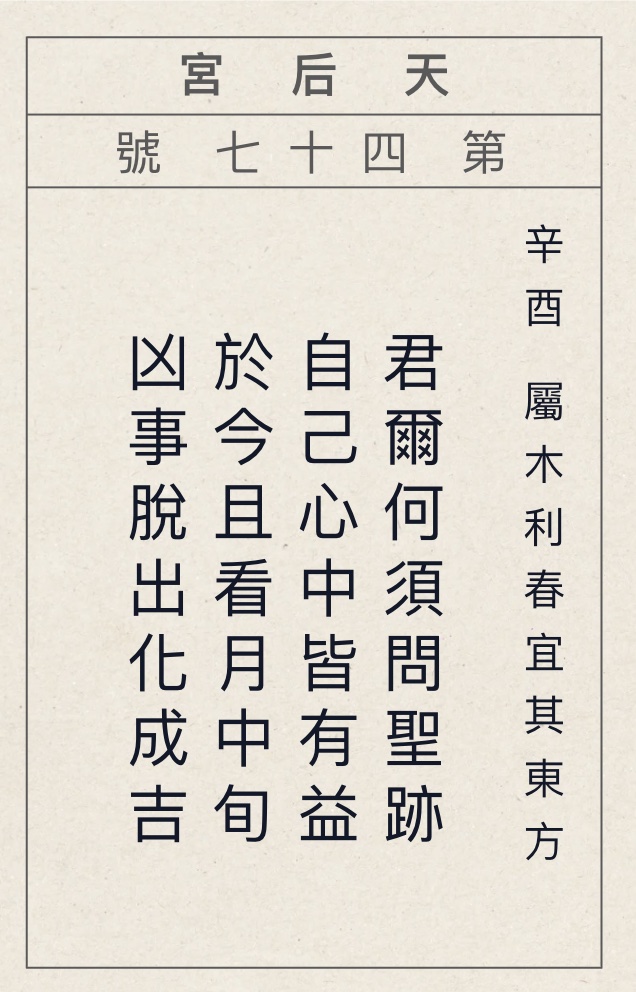 天后宮
第四十七號
辛酉 屬木利春宜其東方
君爾何須問聖跡
自己心中皆有益
於今且看月中旬
凶事脫出化成吉